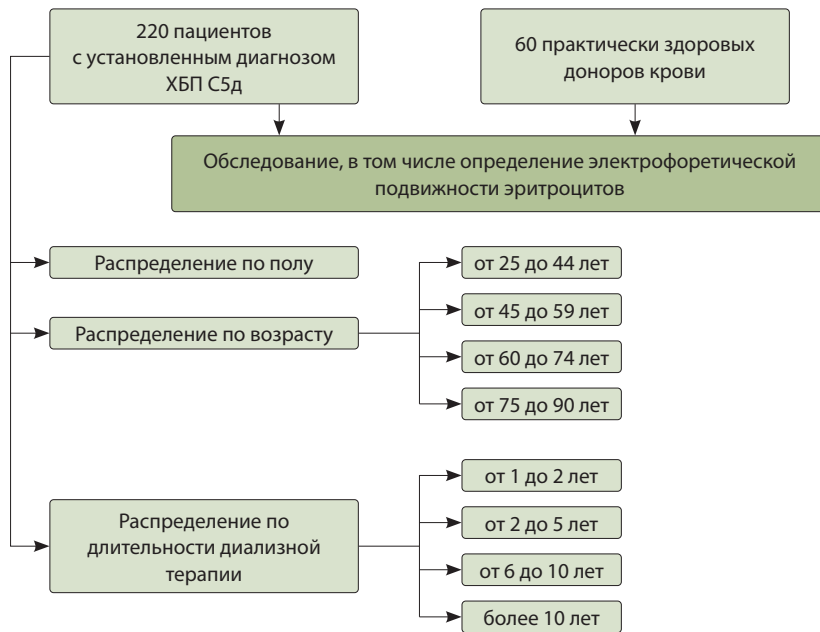 220 пациентов
с установленным диагнозом
ХБП С5д
60 практически здоровых
доноров крови
Обследование, в том числе определение электрофоретической
подвижности эритроцитов
Распределение по полу
Распределение по возрасту
от 25 до 44 лет
от 45 до 59 лет
от 60 до 74 лет
от 75 до 90 лет
Распределение по
длительности диализной
терапии
от 1 до 2 лет
от 2 до 5 лет
от 6 до 10 лет
более 10 лет